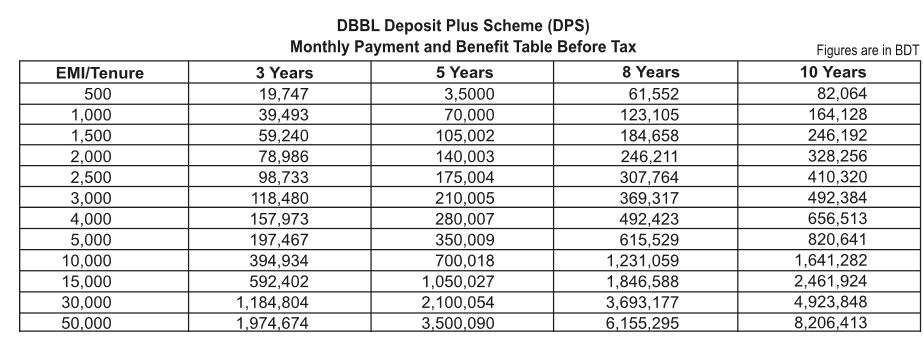 DBBL Deposit Plus Scheme (DPS)
Monthly Payment and Benefit Table Before Tax
Figures are in BDT
EMI/Tenure 3 Years 5 Years 8 Years 10 Years
500 19,747 3,5000 61,552 82,064
1,000 39,493 70,000 123,105 164,128
1,500 59,240 105,002 184,658 246,192
2,000 78,986 140,003 246,211 328,256
2,500 98,733 175,004 307,764 410,320
3,000 118,480 210,005 369,317 492,384
4,000 157,973 280,007 492,423 656,513
5,000 197,467 350,009 615,529 820,641
10,000 394,934 700,018 1,231,059 1,641,282
15,000 592,402 1,050,027 1,846,588 2,461,924
30,000 1,184,804 2,100,054 3,693,177 4,923,848
50,000 1,974,674 3,500,090 6,155,295 8,206,413